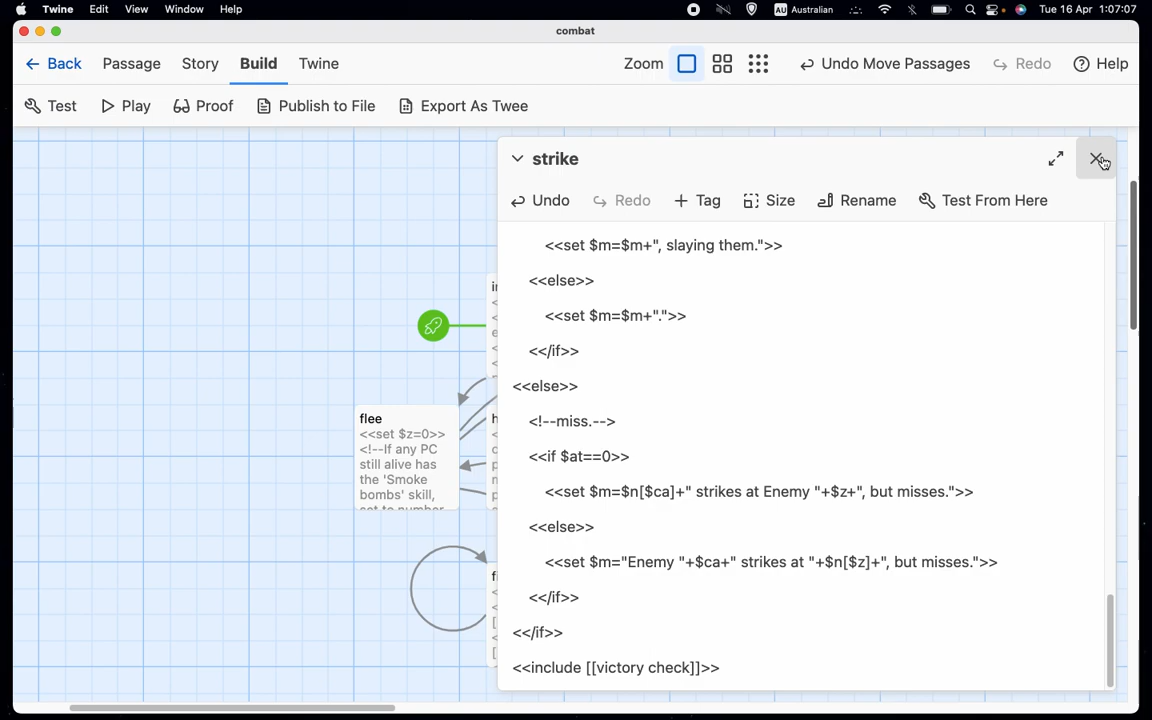 Twine Edit View Window Help AU Australian Tue 16 Apr 1:07:07
combat
Back Passage Story Build Twine Zoom Undo Move Passages Redo Help
Test Play Proof Publish to File Export As Twee
strike
Undo Redo + Tag Size Rename Test From Here
<<set $m=$m+", slaying them.">>
<<else>>
<<set $m=$m+".">>
<</if>>
<<else>>
<!--miss.-->
<<if $at==0>>
<<set $m=$n[$ca]+" strikes at Enemy "+$z+", but misses.">>
<<else>>
<<set $m="Enemy "+$ca+" strikes at "+$n[$z]+", but misses.">>
<</if>>
<</if>>
<<include [[victory check]]>>
flee
<<set $z=0>>
<!--If any PC
still alive has
the 'Smoke
bombs' skill,